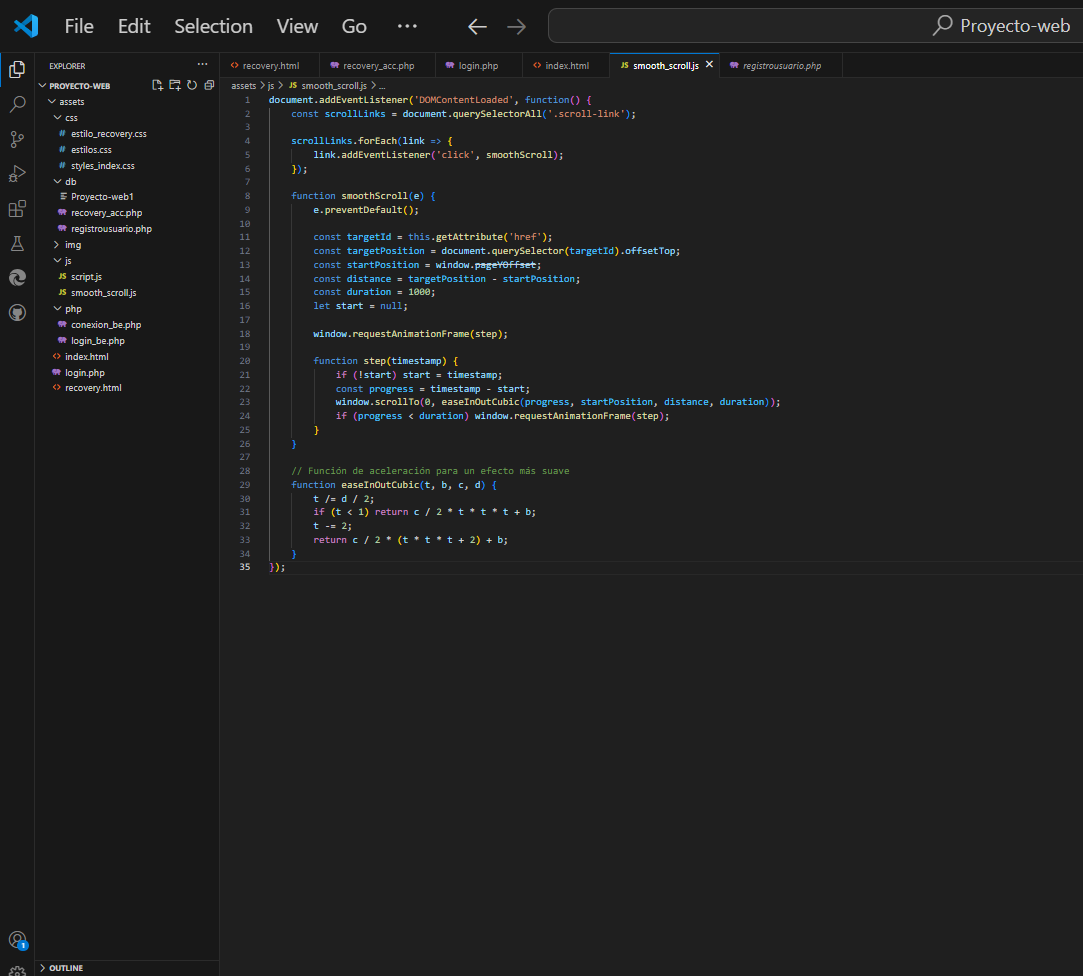 File Edit Selection View Go ··· Proyecto-web
EXPLORER ···
recovery.html recovery_acc.php login.php index.html JS smooth_scroll.js registrousuario.php
PROYECTO-WEB
assets > js > JS smooth_scroll.js > ...
assets
css
# estilo_recovery.css
# estilos.css
# styles_index.css
db
Proyecto-web1
recovery_acc.php
registrousuario.php
img
js
JS script.js
JS smooth_scroll.js
php
conexion_be.php
login_be.php
index.html
login.php
recovery.html
1 document.addEventListener('DOMContentLoaded', function() {
2 const scrollLinks = document.querySelectorAll('.scroll-link');
3
4 scrollLinks.forEach(link => {
5 link.addEventListener('click', smoothScroll);
6 });
7
8 function smoothScroll(e) {
9 e.preventDefault();
10
11 const targetId = this.getAttribute('href');
12 const targetPosition = document.querySelector(targetId).offsetTop;
13 const startPosition = window.pageYOffset;
14 const distance = targetPosition - startPosition;
15 const duration = 1000;
16 let start = null;
17
18 window.requestAnimationFrame(step);
19
20 function step(timestamp) {
21 if (!start) start = timestamp;
22 const progress = timestamp - start;
23 window.scrollTo(0, easeInOutCubic(progress, startPosition, distance, duration));
24 if (progress < duration) window.requestAnimationFrame(step);
25 }
26 }
27
28 // Función de aceleración para un efecto más suave
29 function easeInOutCubic(t, b, c, d) {
30 t /= d / 2;
31 if (t < 1) return c / 2 * t * t * t + b;
32 t -= 2;
33 return c / 2 * (t * t * t + 2) + b;
34 }
35 });
1
OUTLINE